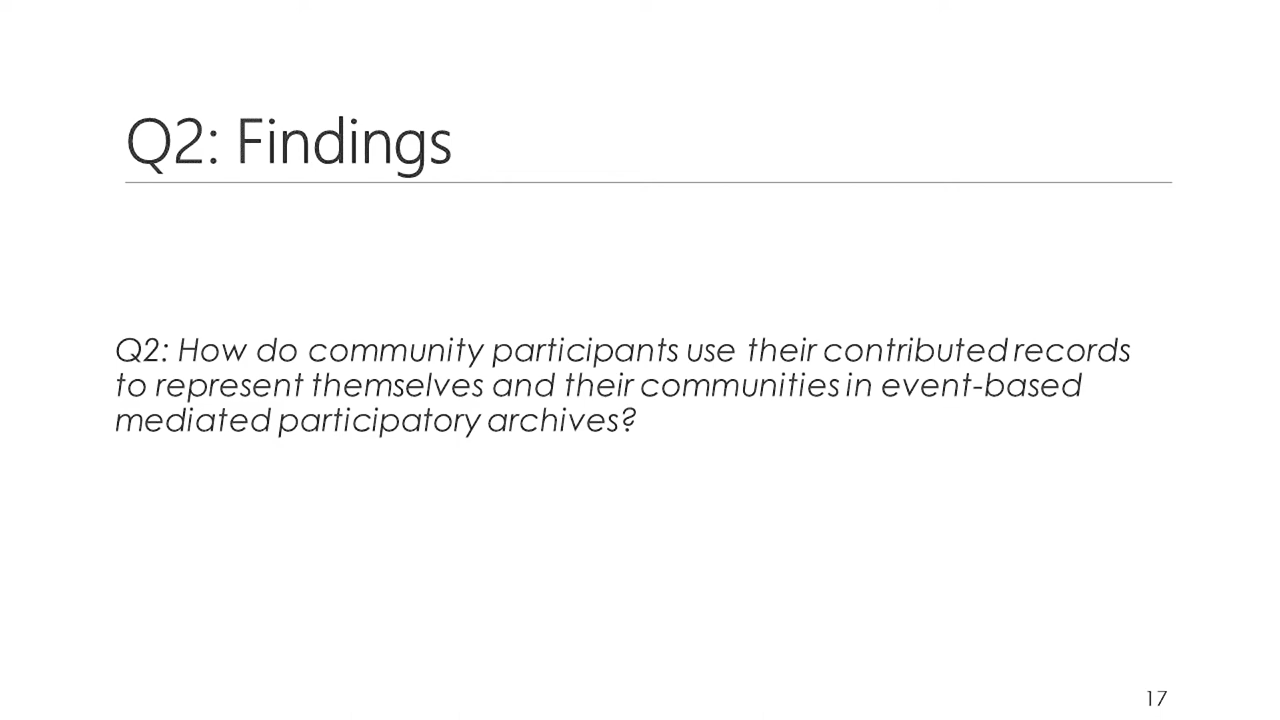 Q2: Findings
Q2: How do community participants use their contributed records
to represent themselves and their communities in event-based
mediated participatory archives?
17